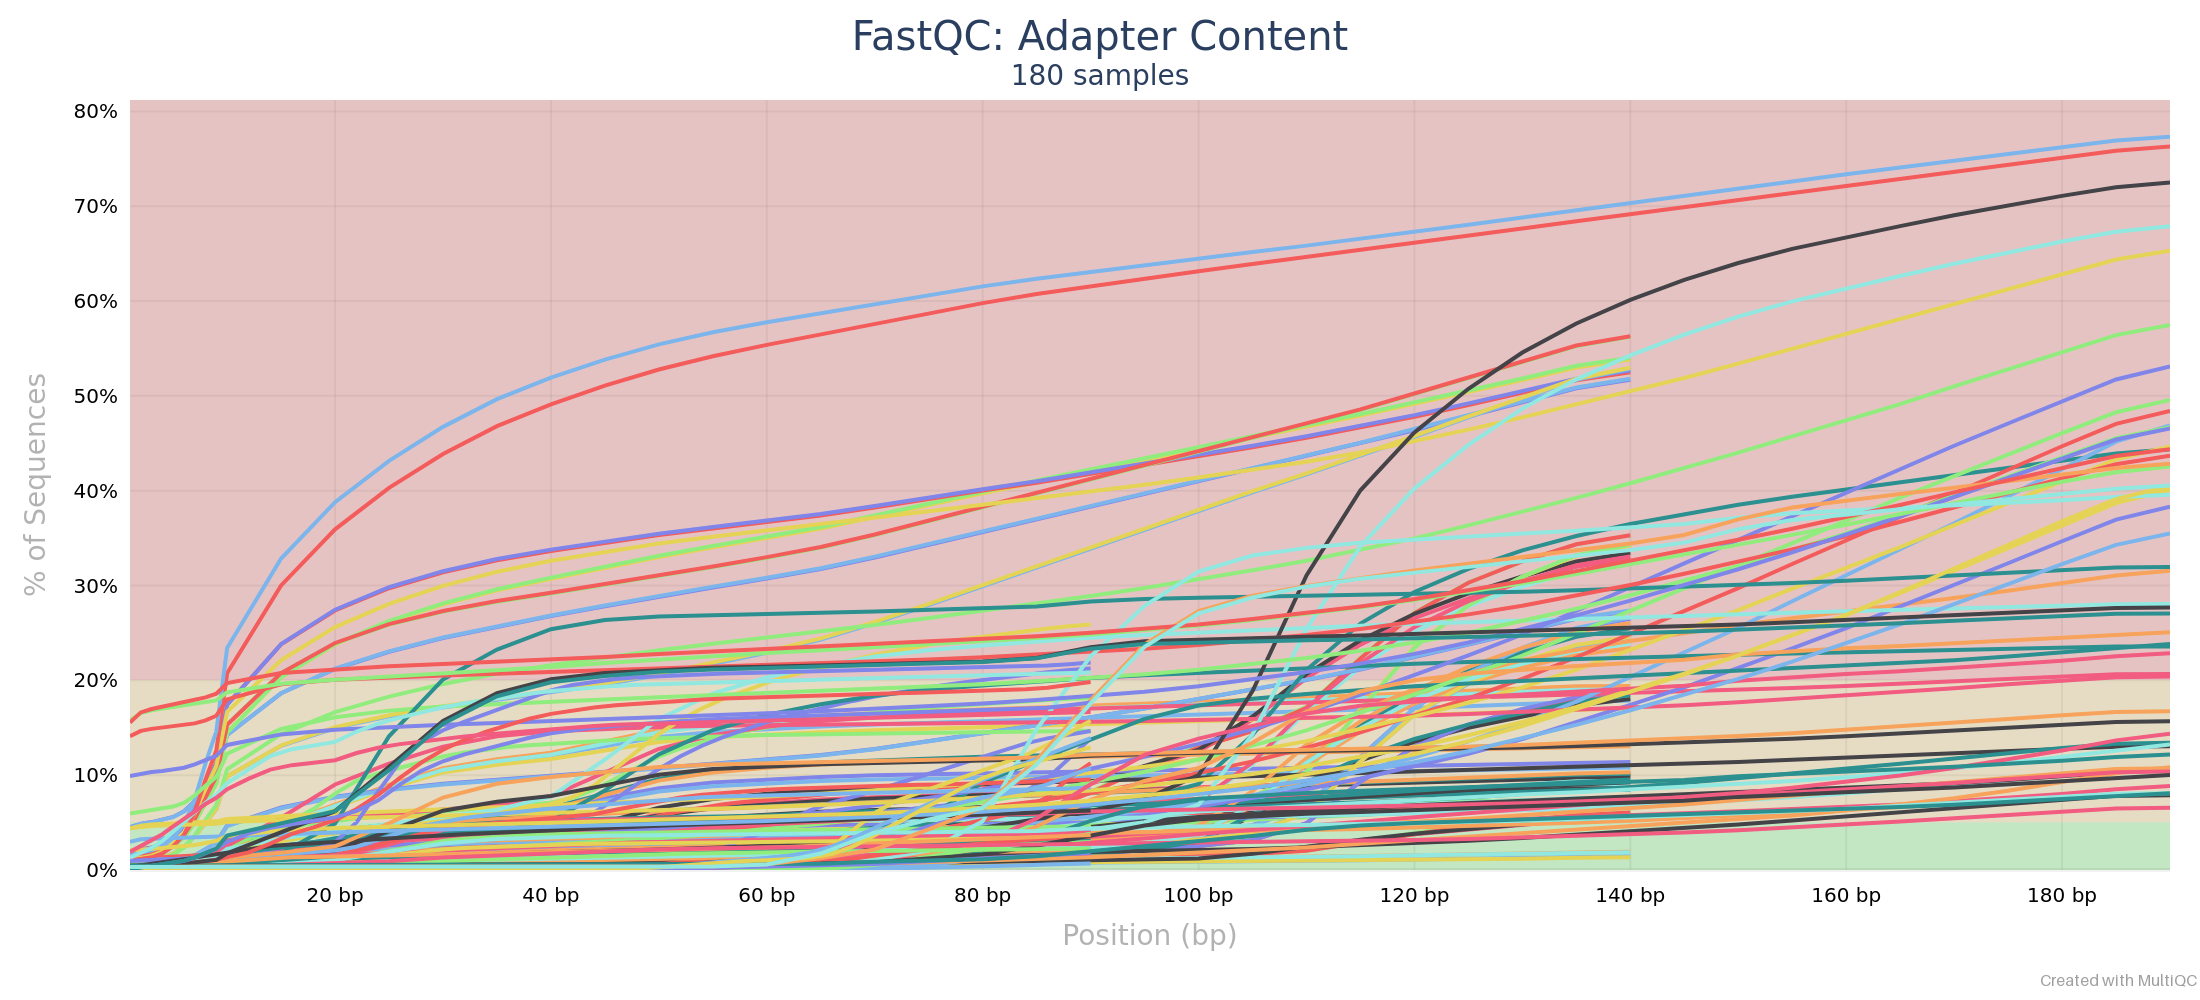 FastQC: Adapter Content
180 samples
80%
70%
60%
50%
40%
30%
20%
10%
0%
% of Sequences
20 bp 40 bp 60 bp 80 bp 100 bp 120 bp 140 bp 160 bp 180 bp
Position (bp)
Created with MultiQC